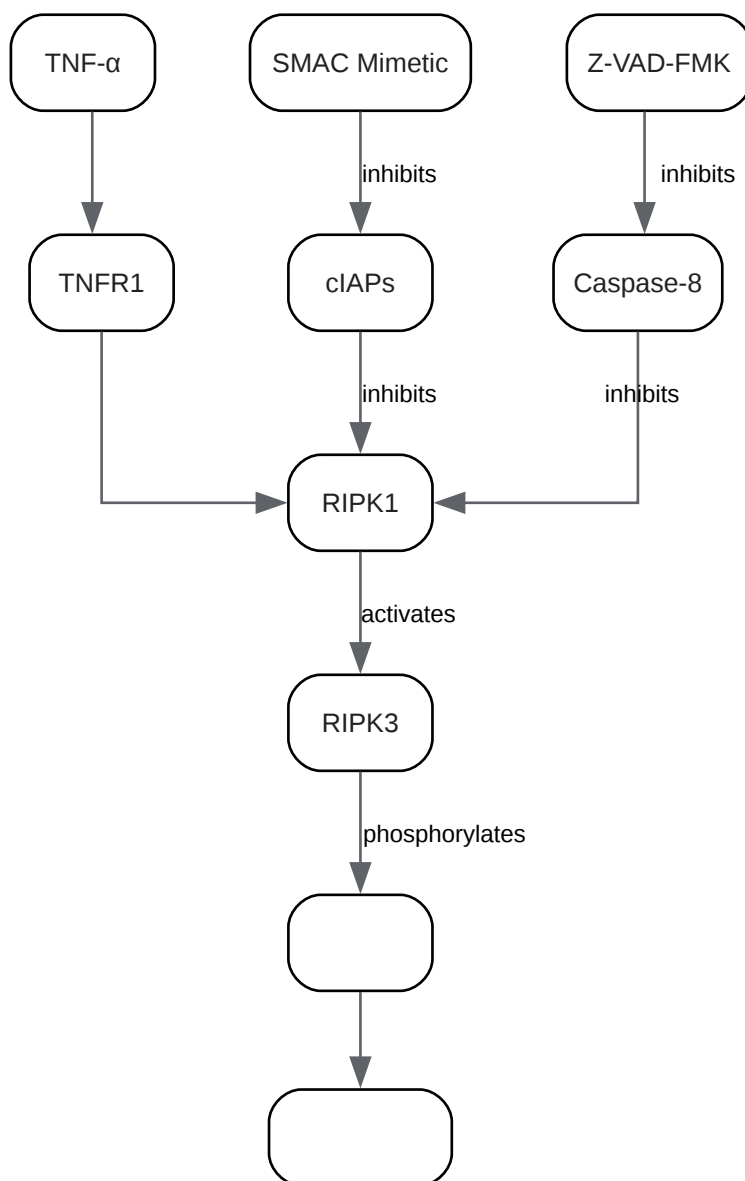 TNF-α
SMAC Mimetic
Z-VAD-FMK
inhibits
inhibits
TNFR1
cIAPs
Caspase-8
inhibits
inhibits
RIPK1
activates
RIPK3
phosphorylates